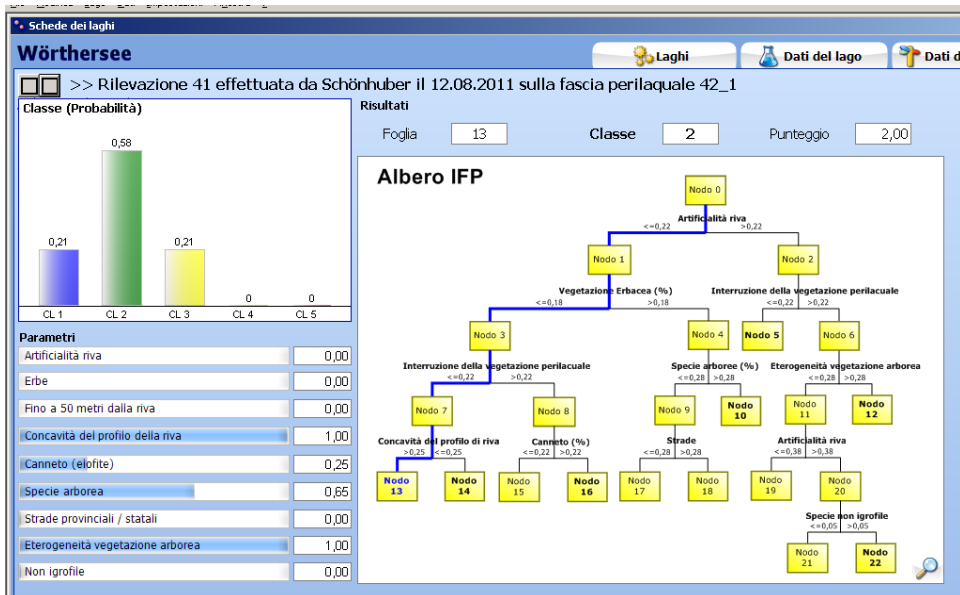 Schede dei laghi
Wörthersee
Laghi
Dati del lago
Dati d
>> Rilevazione 41 effettuata da Schönhuber il 12.08.2011 sulla fascia perilaquale 42_1
Classe (Probabilità)
0,58
0,21
0,21
0
0
CL 1 CL 2 CL 3 CL 4 CL 5
Parametri
Artificialità riva 0,00
Erbe 0,00
Fino a 50 metri dalla riva 0,00
Concavità del profilo della riva 1,00
Canneto (elofite) 0,25
Specie arborea 0,65
Strade provinciali / statali 0,00
Eterogeneità vegetazione arborea 1,00
Non igrofile 0,00
Risultati
Foglia 13 Classe 2 Punteggio 2,00
Albero IFP
Nodo 0
Artificialità riva
<=0,22 >0,22
Nodo 1 Nodo 2
Vegetazione Erbacea (%) Interruzione della vegetazione perilacuale
<=0,18 >0,18 <=0,22 >0,22
Nodo 3 Nodo 4 Nodo 5 Nodo 6
Interruzione della vegetazione perilacuale Specie arboree (%) Eterogeneità vegetazione arborea
<=0,22 >0,22 <=0,28 >0,28 <=0,28 >0,28
Nodo 7 Nodo 8 Nodo 9 Nodo 10 Nodo 11 Nodo 12
Concavità del profilo di riva Canneto (%) Strade Artificialità riva
>0,25 <=0,25 <=0,22 >0,22 <=0,28 >0,28 <=0,38 >0,38
Nodo 13 Nodo 14 Nodo 15 Nodo 16 Nodo 17 Nodo 18 Nodo 19 Nodo 20
Specie non igrofile
<=0,05 >0,05
Nodo 21 Nodo 22